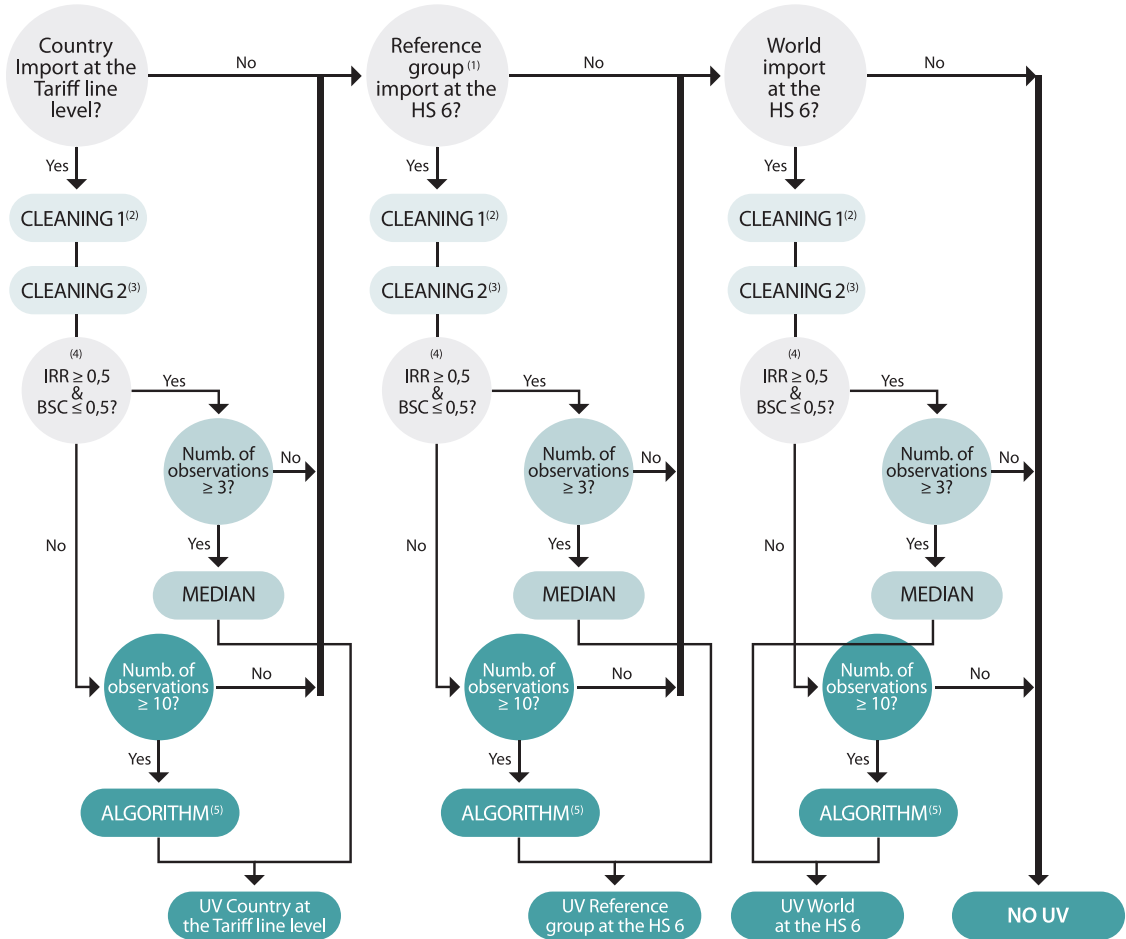 Country
Import at the
Tariff line
level?
No
Yes
CLEANING 1(2)
CLEANING 2(3)
(4)
IRR ≥ 0,5
&
BSC ≤ 0,5?
Yes
Numb. of
observations
≥ 3?
No
Yes
MEDIAN
No
Numb. of
observations
≥ 10?
No
Yes
ALGORITHM(5)
UV Country at
the Tariff line level
Reference
group (1)
import at the
HS 6?
No
Yes
CLEANING 1(2)
CLEANING 2(3)
(4)
IRR ≥ 0,5
&
BSC ≤ 0,5?
Yes
Numb. of
observations
≥ 3?
No
Yes
MEDIAN
No
Numb. of
observations
≥ 10?
No
Yes
ALGORITHM(5)
UV Reference
group at the HS 6
World
import
at the
HS 6?
No
Yes
CLEANING 1(2)
CLEANING 2(3)
(4)
IRR ≥ 0,5
&
BSC ≤ 0,5?
Yes
Numb. of
observations
≥ 3?
No
Yes
MEDIAN
No
Numb. of
observations
≥ 10?
No
Yes
ALGORITHM(5)
UV World
at the HS 6
NO UV